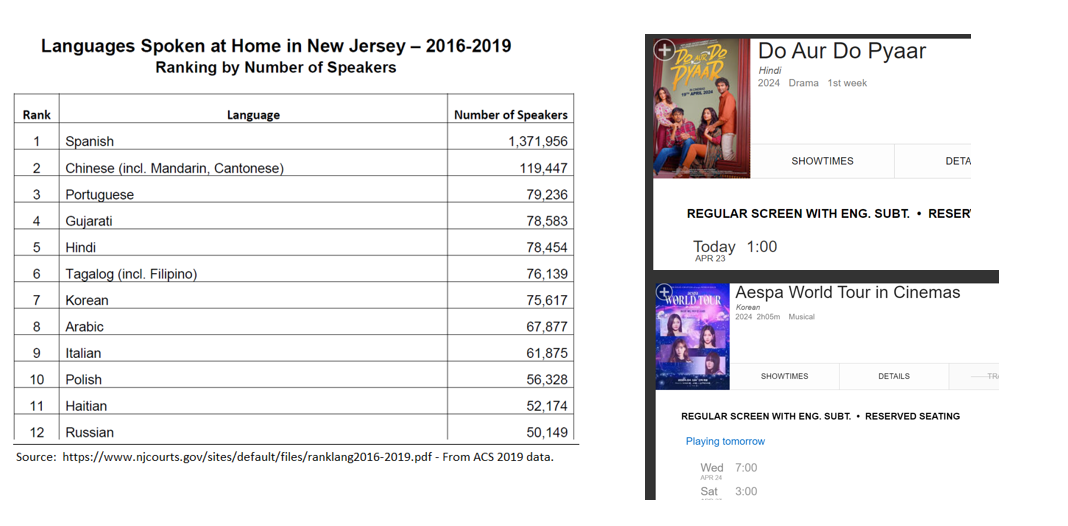 Languages Spoken at Home in New Jersey – 2016-2019
Ranking by Number of Speakers
Rank Language Number of Speakers
1 Spanish 1,371,956
2 Chinese (incl. Mandarin, Cantonese) 119,447
3 Portuguese 79,236
4 Gujarati 78,583
5 Hindi 78,454
6 Tagalog (incl. Filipino) 76,139
7 Korean 75,617
8 Arabic 67,877
9 Italian 61,875
10 Polish 56,328
11 Haitian 52,174
12 Russian 50,149
Source: https://www.njcourts.gov/sites/default/files/ranklang2016-2019.pdf - From ACS 2019 data.
DO AUR DO
PYAAR
Do Aur Do Pyaar
Hindi
2024 Drama 1st week
SHOWTIMES DETA
REGULAR SCREEN WITH ENG. SUBT. • RESER
Today 1:00
APR 23
WORLD TOUR
Aespa World Tour in Cinemas
Korean
2024 2h05m Musical
SHOWTIMES DETAILS
REGULAR SCREEN WITH ENG. SUBT. • RESERVED SEATING
Playing tomorrow
Wed 7:00
APR 24
Sat 3:00